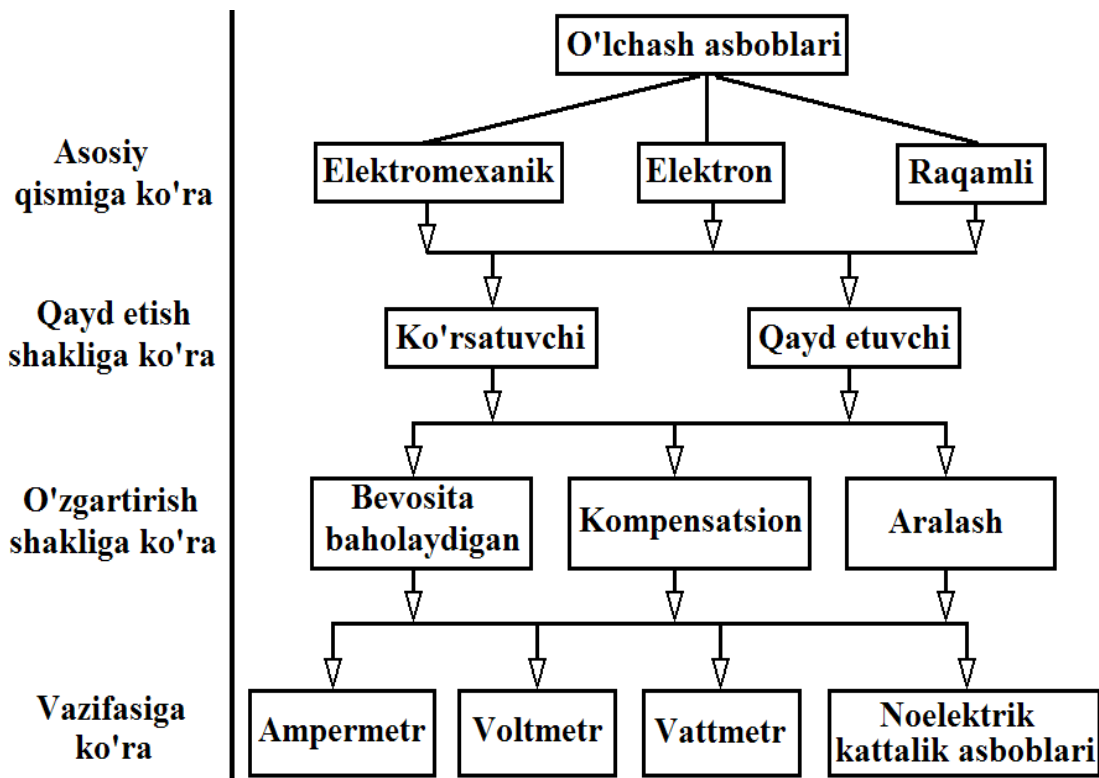 O'lchash asboblari
Asosiy
qismiga ko'ra
Elektromexanik
Elektron
Raqamli
Qayd etish
shakliga ko'ra
Ko'rsatuvchi
Qayd etuvchi
O'zgartirish
shakliga ko'ra
Bevosita
baholaydigan
Kompensatsion
Aralash
Vazifasiga
ko'ra
Ampermetr
Voltmetr
Vattmetr
Noelektrik
kattalik asboblari